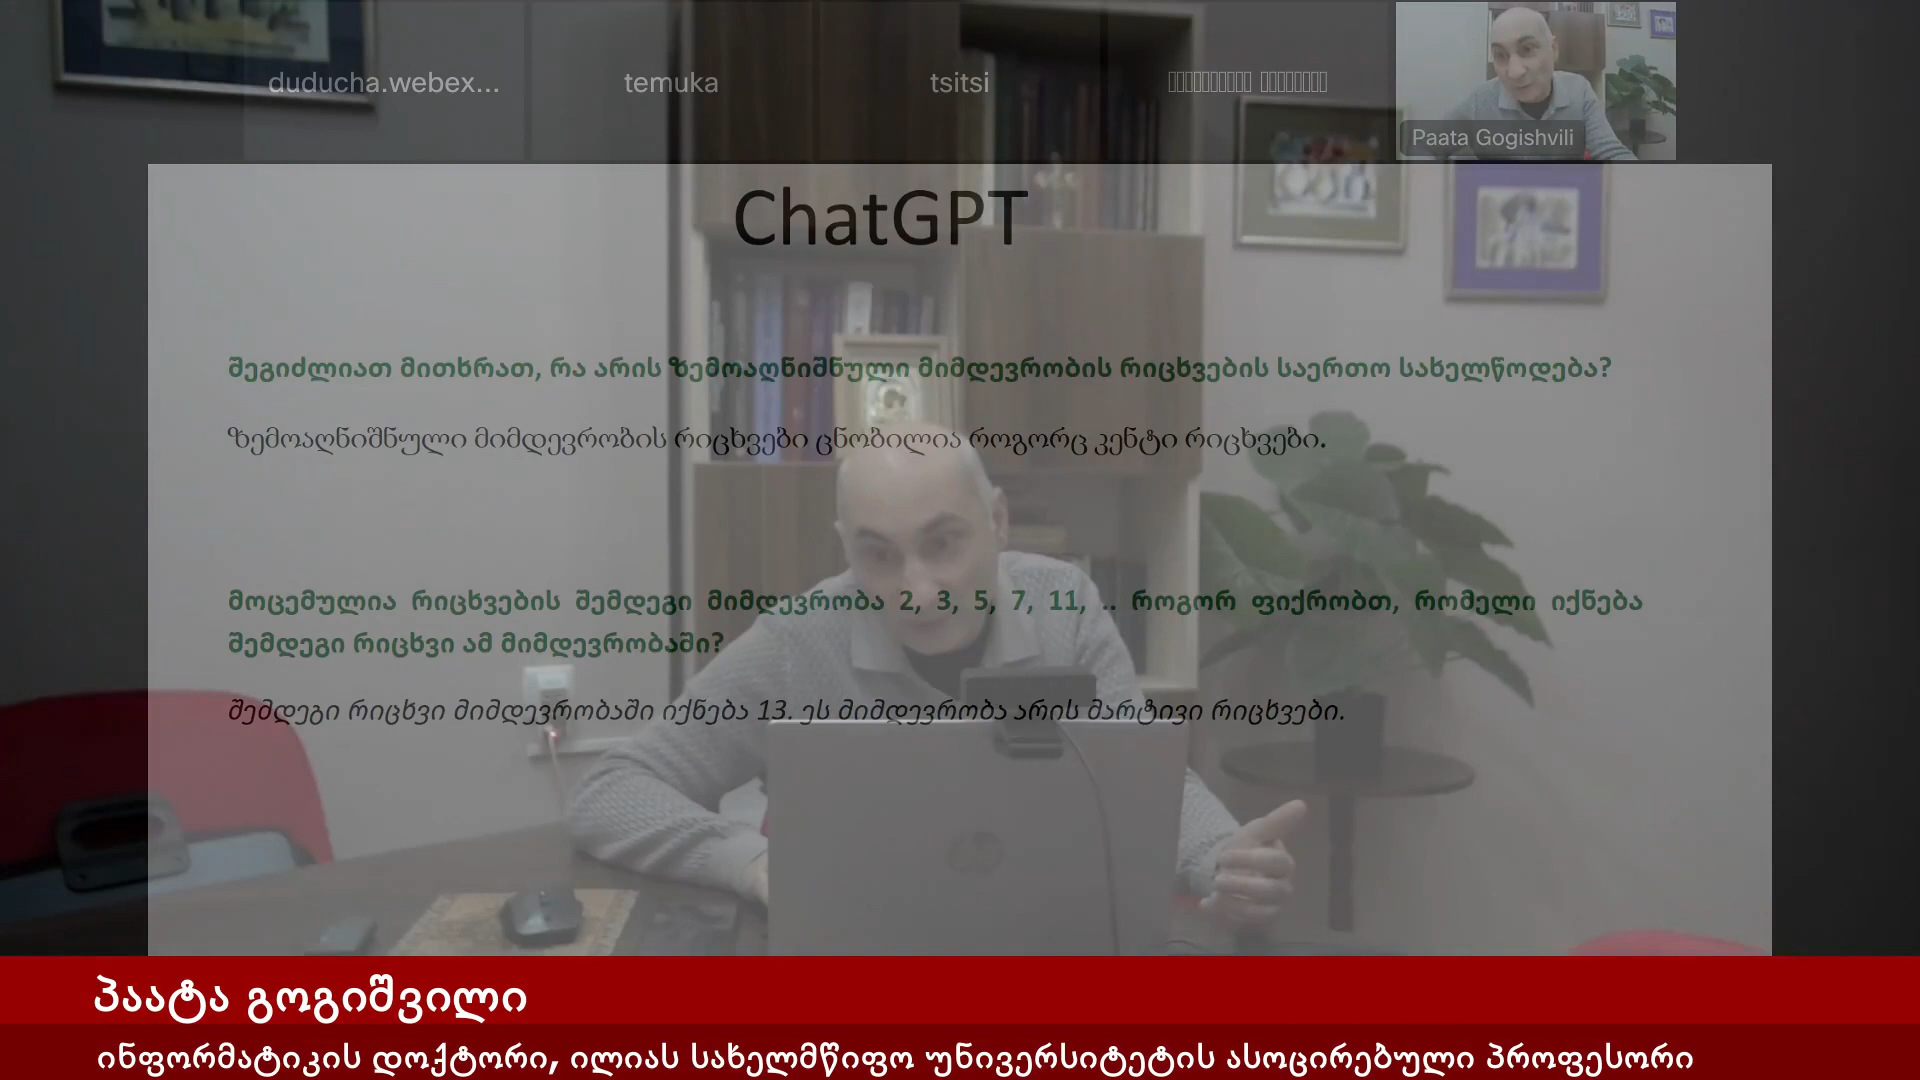 duducha.webex...
temuka
tsitsi
Paata Gogishvili
ChatGPT
შეგიძლიათ მითხრათ, რა არის ზემოაღნიშნული მიმდევრობის რიცხვების საერთო სახელწოდება?
ზემოაღნიშნული მიმდევრობის რიცხვები ცნობილია როგორც კენტი რიცხვები.
მოცემულია რიცხვების შემდეგი მიმდევრობა 2, 3, 5, 7, 11, .. როგორ ფიქრობთ, რომელი იქნება
შემდეგი რიცხვი ამ მიმდევრობაში?
შემდეგი რიცხვი მიმდევრობაში იქნება 13. ეს მიმდევრობა არის მარტივი რიცხვები.
პაატა გოგიშვილი
ინფორმატიკის დოქტორი, ილიას სახელმწიფო უნივერსიტეტის ასოცირებული პროფესორი